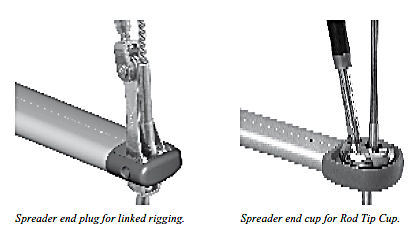 Spreader end plug for linked rigging.
Spreader end cup for Rod Tip Cup.